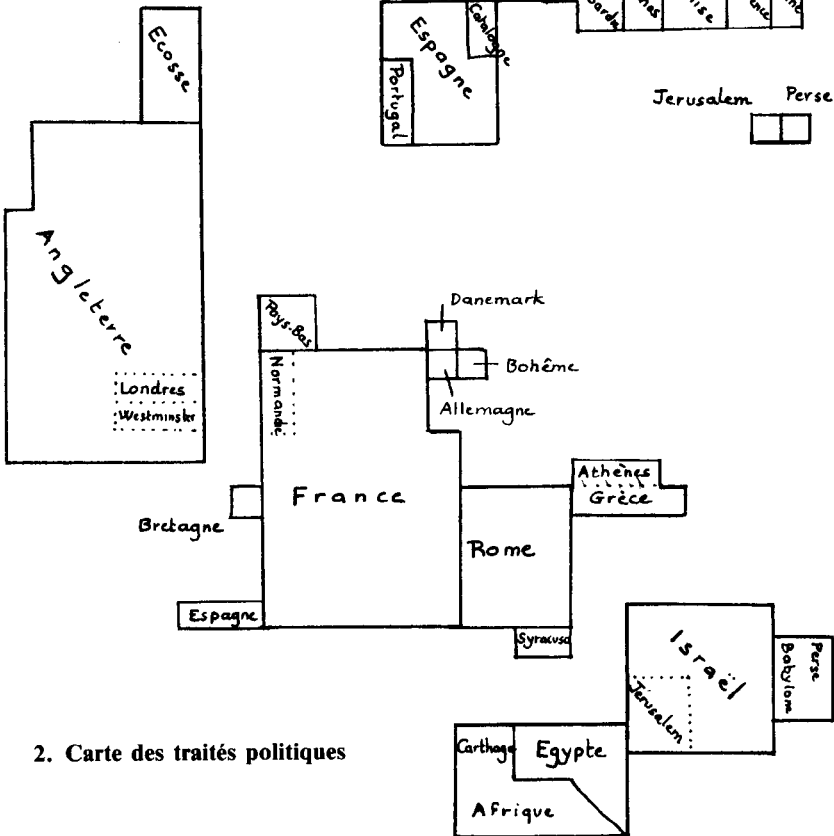 Ecosse
Espagne
Catalogne
Portugal
Jerusalem
Perse
Angleterre
Londres
Westminster
Pays-Bas
Normandie
Danemark
Bohême
Allemagne
France
Bretagne
Espagne
Rome
Athènes
Grèce
Syracuse
Israël
Jérusalem
Perse
Babylone
Carthage
Egypte
Afrique
2. Carte des traités politiques